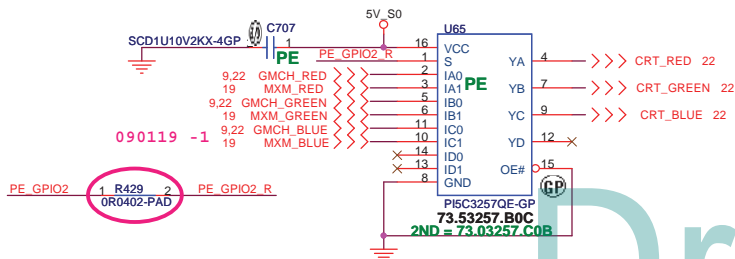 5V_S0
SCD1U10V2KX-4GP
C707
1
PE
GP
U65
PE_GPIO2_R
9,22 GMCH_RED
19 MXM_RED
9,22 GMCH_GREEN
19 MXM_GREEN
9,22 GMCH_BLUE
19 MXM_BLUE
16 VCC
1 S
2 IA0
3 IA1
5 IB0
6 IB1
11 IC0
10 IC1
14 ID0
13 ID1
8 GND
PE
YA 4
YB 7
YC 9
YD 12
OE# 15
CRT_RED 22
CRT_GREEN 22
CRT_BLUE 22
GP
PI5C3257QE-GP
73.53257.B0C
2ND = 73.03257.C0B
090119 -1
PE_GPIO2 1 R429 2 PE_GPIO2_R
0R0402-PAD
Dr